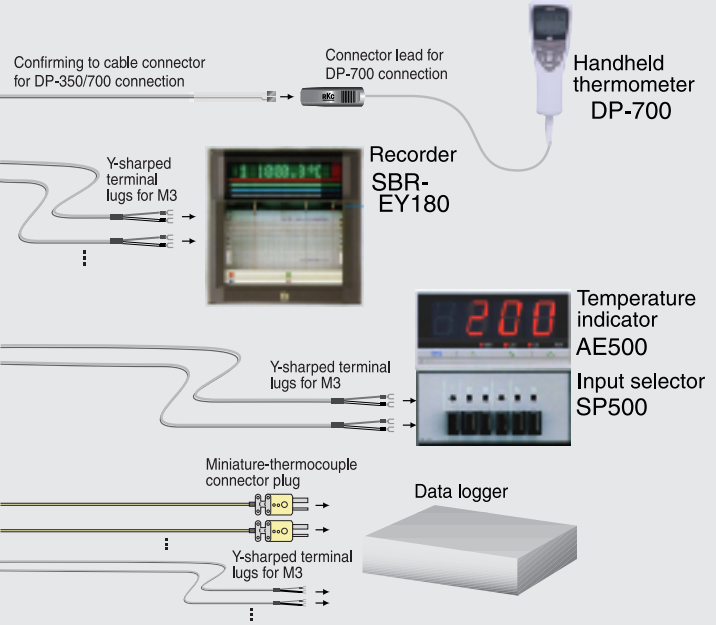 Confirming to cable connector
for DP-350/700 connection
Connector lead for
DP-700 connection
RKC
Handheld
thermometer
DP-700
Y-sharped
terminal
lugs for M3
1 1000.3°C
Recorder
SBR-
EY180
200
Temperature
indicator
AE500
Y-sharped terminal
lugs for M3
Input selector
SP500
Miniature-thermocouple
connector plug
Data logger
Y-sharped terminal
lugs for M3